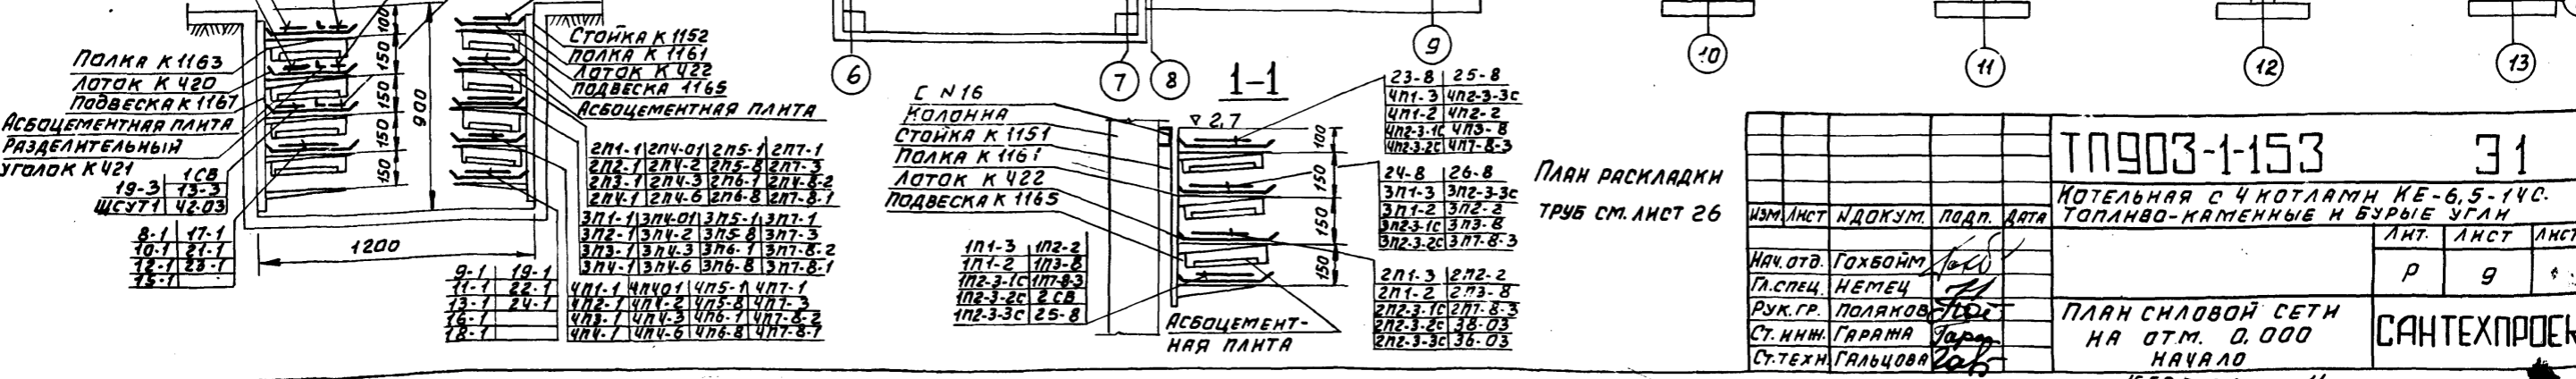 ПОЛКА К 1163
ЛОТОК К 420
ПОДВЕСКА К 1167
АСБОЦЕМЕНТНАЯ ПЛИТА
РАЗДЕЛИТЕЛЬНЫЙ
УГОЛОК К 421
1СВ
19-3 13-3
ЩСУТ1 42-03
8-1 17-1
10-1 21-1
12-1 23-1
15-1
100
150
150
150
150
900
1200
СТОЙКА К 1152
ПОЛКА К 1161
ЛОТОК К 422
ПОДВЕСКА 1165
АСБОЦЕМЕНТНАЯ ПЛИТА
2П1-1 2П4-01 2П5-1 2П7-1
2П2-1 2П4-2 2П5-8 2П7-3
2П3-1 2П4-3 2П6-1 2П7-8-2
2П4-1 2П4-6 2П6-8 2П7-8-1
3П1-1 3П4-01 3П5-1 3П7-1
3П2-1 3П4-2 3П5-8 3П7-3
3П3-1 3П4-3 3П6-1 3П7-8-2
3П4-1 3П4-6 3П6-8 3П7-8-1
4П1-1 4П401 4П5-1 4П7-1
4П2-1 4П4-2 4П5-8 4П7-3
4П3-1 4П4-3 4П6-1 4П7-8-2
4П4-1 4П4-6 4П6-8 4П7-8-1
9-1 19-1
11-1 22-1
13-1 24-1
16-1
18-1
6
7
8
9
10
11
12
13
1-1
С N 16
КОЛОННА
СТОЙКА К 1151
ПОЛКА К 1161
ЛОТОК К 422
ПОДВЕСКА К 1165
2,7
100
150
150
150
1П1-3 1П2-2
1П1-2 1П3-8
1П2-3-1С 1П7-8-3
1П2-3-2С 2 СВ
1П2-3-3С 25-8
АСБОЦЕМЕНТ-
НАЯ ПЛИТА
23-8 25-8
4П1-3 4П2-3-3С
4П1-2 4П2-2
4П2-3-1С 4П3-8
4П2-3-2С 4П7-8-3
24-8 26-8
3П1-3 3П2-3-3С
3П1-2 3П2-2
3П2-3-1С 3П3-8
3П2-3-2С 3П7-8-3
2П1-3 2П2-2
2П1-2 2П3-8
2П2-3-1С 2П7-8-3
2П2-3-2С 38-03
2П2-3-3С 36-03
ПЛАН РАСКЛАДКИ
ТРУБ СМ. ЛИСТ 26
ТП903-1-153 Э1
КОТЕЛЬНАЯ С 4 КОТЛАМИ КЕ-6,5-14С.
ТОПЛИВО-КАМЕННЫЕ И БУРЫЕ УГЛИ
ИЗМ. ЛИСТ NДОКУМ. ПОДП. ДАТА
НАЧ. ОТД. ГОХБОЙМ
ГЛ. СПЕЦ. НЕМЕЦ
РУК. ГР. ПОЛЯКОВ
СТ. ИНЖ. ГАРАЖА
СТ. ТЕХН. ГАЛЬЦОВА
ПЛАН СИЛОВОЙ СЕТИ
НА ОТМ. 0,000
НАЧАЛО
ЛИТ. ЛИСТ ЛИСТ
Р 9
САНТЕХПРОЕК